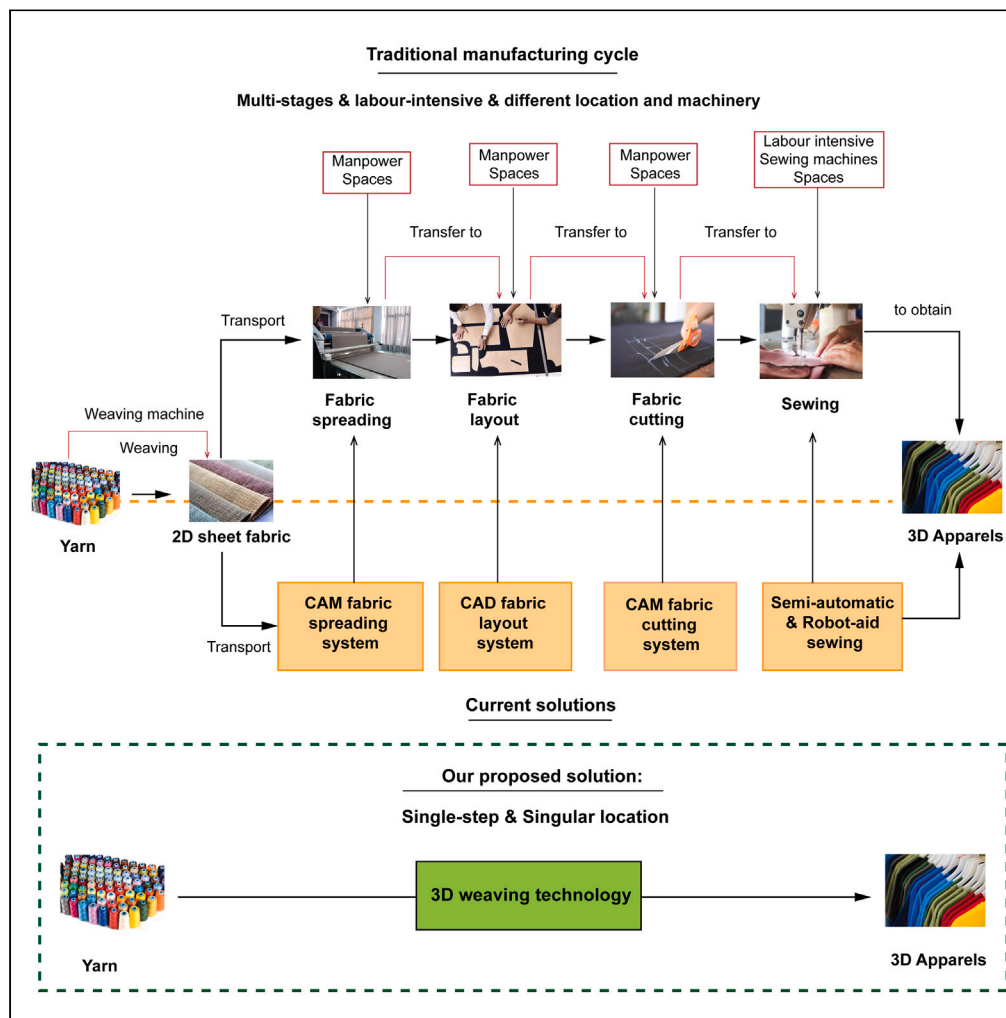 Traditional manufacturing cycle
Multi-stages & labour-intensive & different location and machinery
Manpower
Spaces
Manpower
Spaces
Manpower
Spaces
Labour intensive
Sewing machines
Spaces
Transfer to
Transfer to
Transfer to
Transport
to obtain
Fabric
spreading
Fabric
layout
Fabric
cutting
Sewing
Weaving machine
Weaving
Yarn
2D sheet fabric
3D Apparels
Transport
CAM fabric
spreading
system
CAD fabric
layout
system
CAM fabric
cutting
system
Semi-automatic
& Robot-aid
sewing
Current solutions
Our proposed solution:
Single-step & Singular location
3D weaving technology
Yarn
3D Apparels